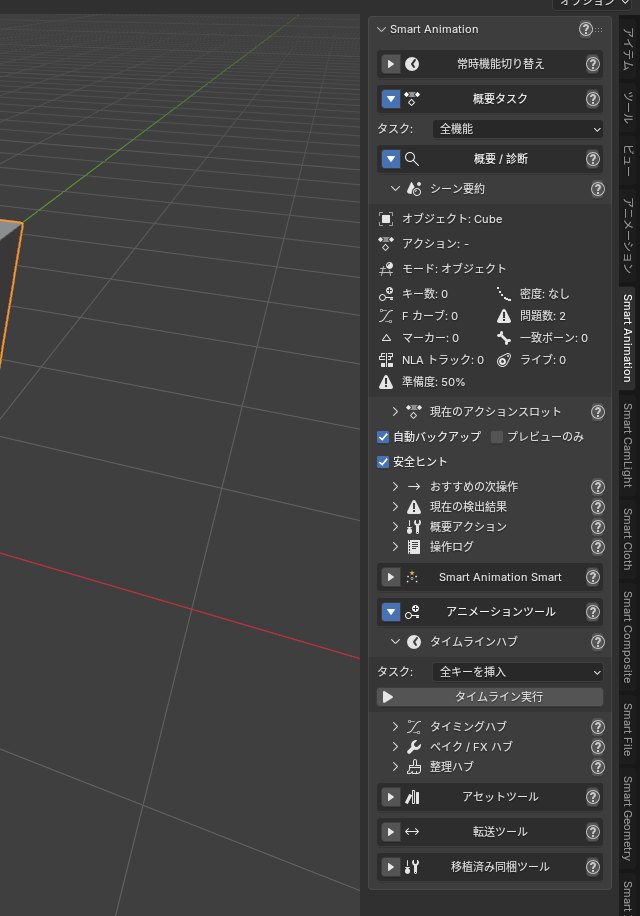 オプション
Smart Animation
常時機能切り替え
概要タスク
タスク: 全機能
概要 / 診断
シーン要約
オブジェクト: Cube
アクション: -
モード: オブジェクト
キー数: 0 密度: なし
F カーブ: 0 問題数: 2
マーカー: 0 一致ボーン: 0
NLA トラック: 0 ライブ: 0
準備度: 50%
現在のアクションスロット
自動バックアップ プレビューのみ
安全ヒント
おすすめの次操作
現在の検出結果
概要アクション
操作ログ
Smart Animation Smart
アニメーションツール
タイムラインハブ
タスク: 全キーを挿入
タイムライン実行
タイミングハブ
ベイク / FX ハブ
整理ハブ
アセットツール
転送ツール
移植済み同梱ツール
アイテム
ツール
ビュー
アニメーション
Smart Animation
Smart CamLight
Smart Cloth
Smart Composite
Smart File
Smart Geometry
Smart